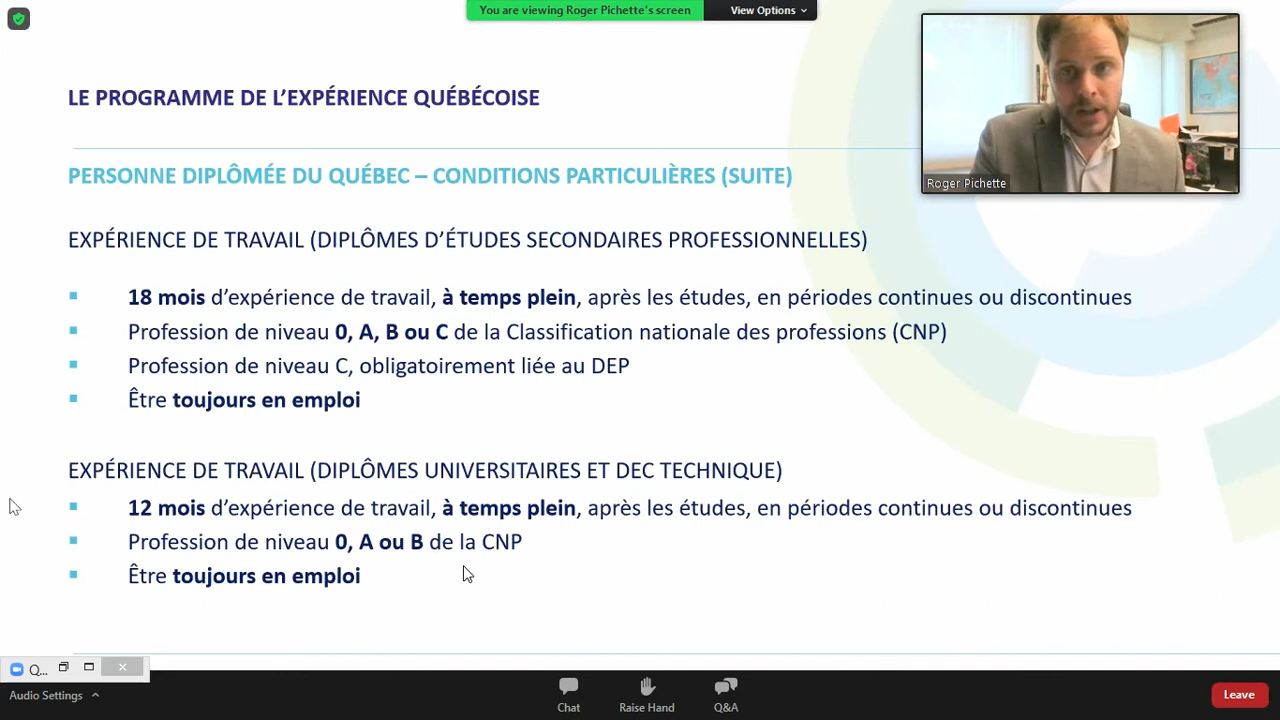 You are viewing Roger Pichette's screen
View Options
LE PROGRAMME DE L’EXPÉRIENCE QUÉBÉCOISE
PERSONNE DIPLÔMÉE DU QUÉBEC – CONDITIONS PARTICULIÈRES (SUITE)
Roger Pichette
EXPÉRIENCE DE TRAVAIL (DIPLÔMES D’ÉTUDES SECONDAIRES PROFESSIONNELLES)
18 mois d’expérience de travail, à temps plein, après les études, en périodes continues ou discontinues
Profession de niveau 0, A, B ou C de la Classification nationale des professions (CNP)
Profession de niveau C, obligatoirement liée au DEP
Être toujours en emploi
EXPÉRIENCE DE TRAVAIL (DIPLÔMES UNIVERSITAIRES ET DEC TECHNIQUE)
12 mois d’expérience de travail, à temps plein, après les études, en périodes continues ou discontinues
Profession de niveau 0, A ou B de la CNP
Être toujours en emploi
Q...
Audio Settings
Chat
Raise Hand
Q&A
Leave